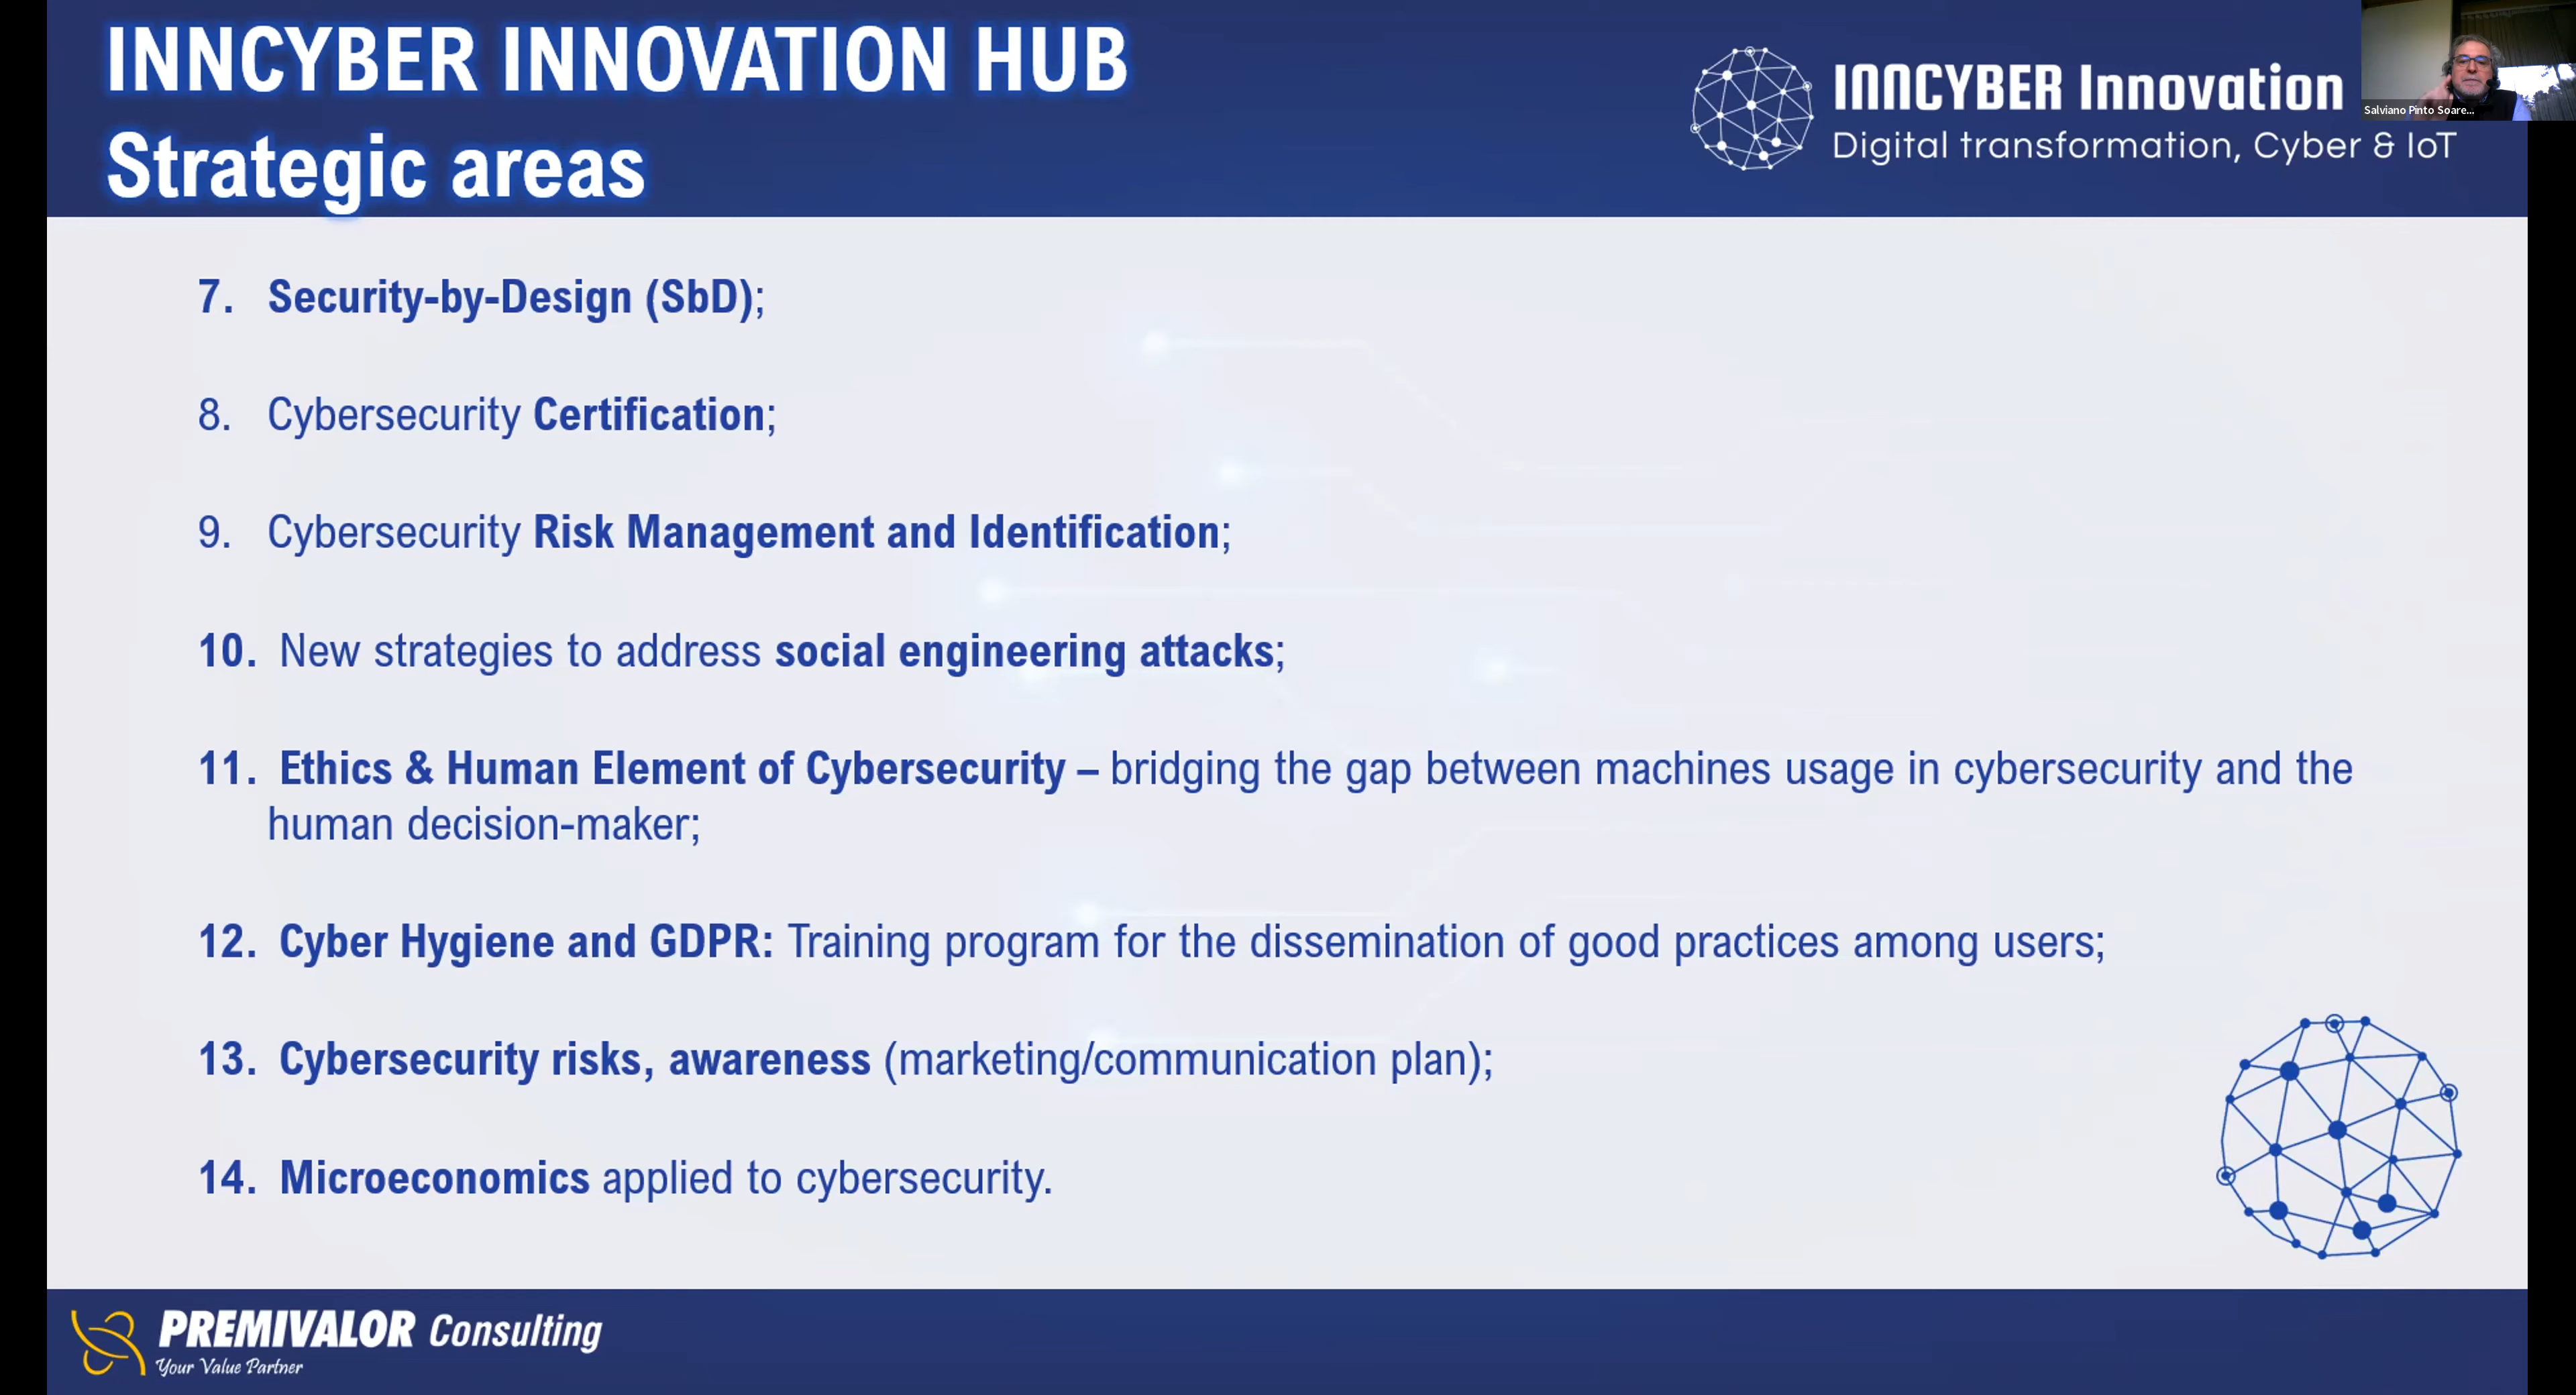 INNCYBER INNOVATION HUB
Strategic areas
INNCYBER Innovation
Digital transformation, Cyber & IoT
Salviano Pinto Soare...
7. Security-by-Design (SbD);
8. Cybersecurity Certification;
9. Cybersecurity Risk Management and Identification;
10. New strategies to address social engineering attacks;
11. Ethics & Human Element of Cybersecurity – bridging the gap between machines usage in cybersecurity and the
human decision-maker;
12. Cyber Hygiene and GDPR: Training program for the dissemination of good practices among users;
13. Cybersecurity risks, awareness (marketing/communication plan);
14. Microeconomics applied to cybersecurity.
PREMIVALOR Consulting
Your Value Partner